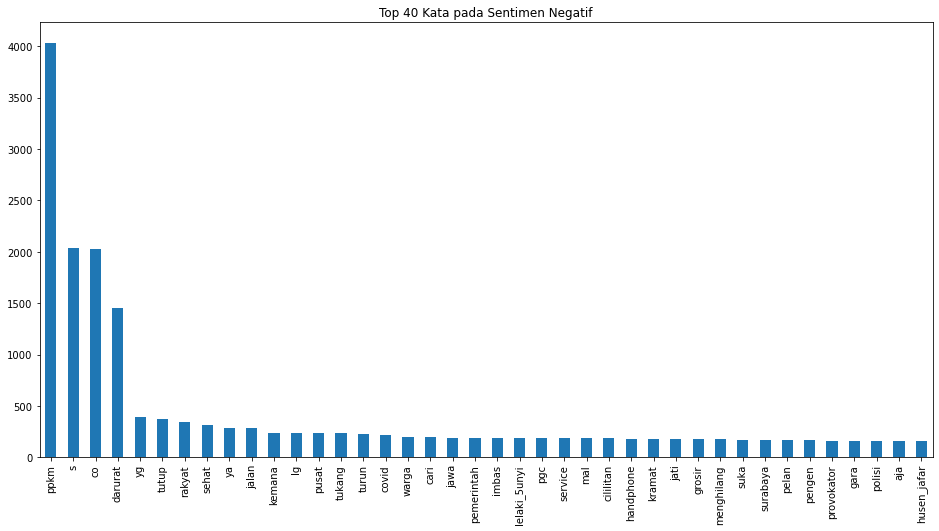 Top 40 Kata pada Sentimen Negatif
4000
3500
3000
2500
2000
1500
1000
500
0
ppkm
s
co
darurat
yg
tutup
rakyat
sehat
ya
jalan
kemana
lg
pusat
tukang
turun
covid
warga
cari
jawa
pemerintah
imbas
lelaki_5unyi
pgc
service
mal
cililitan
handphone
kramat
jati
grosir
menghilang
suka
surabaya
pelan
pengen
provokator
gara
polisi
aja
husen_jafar